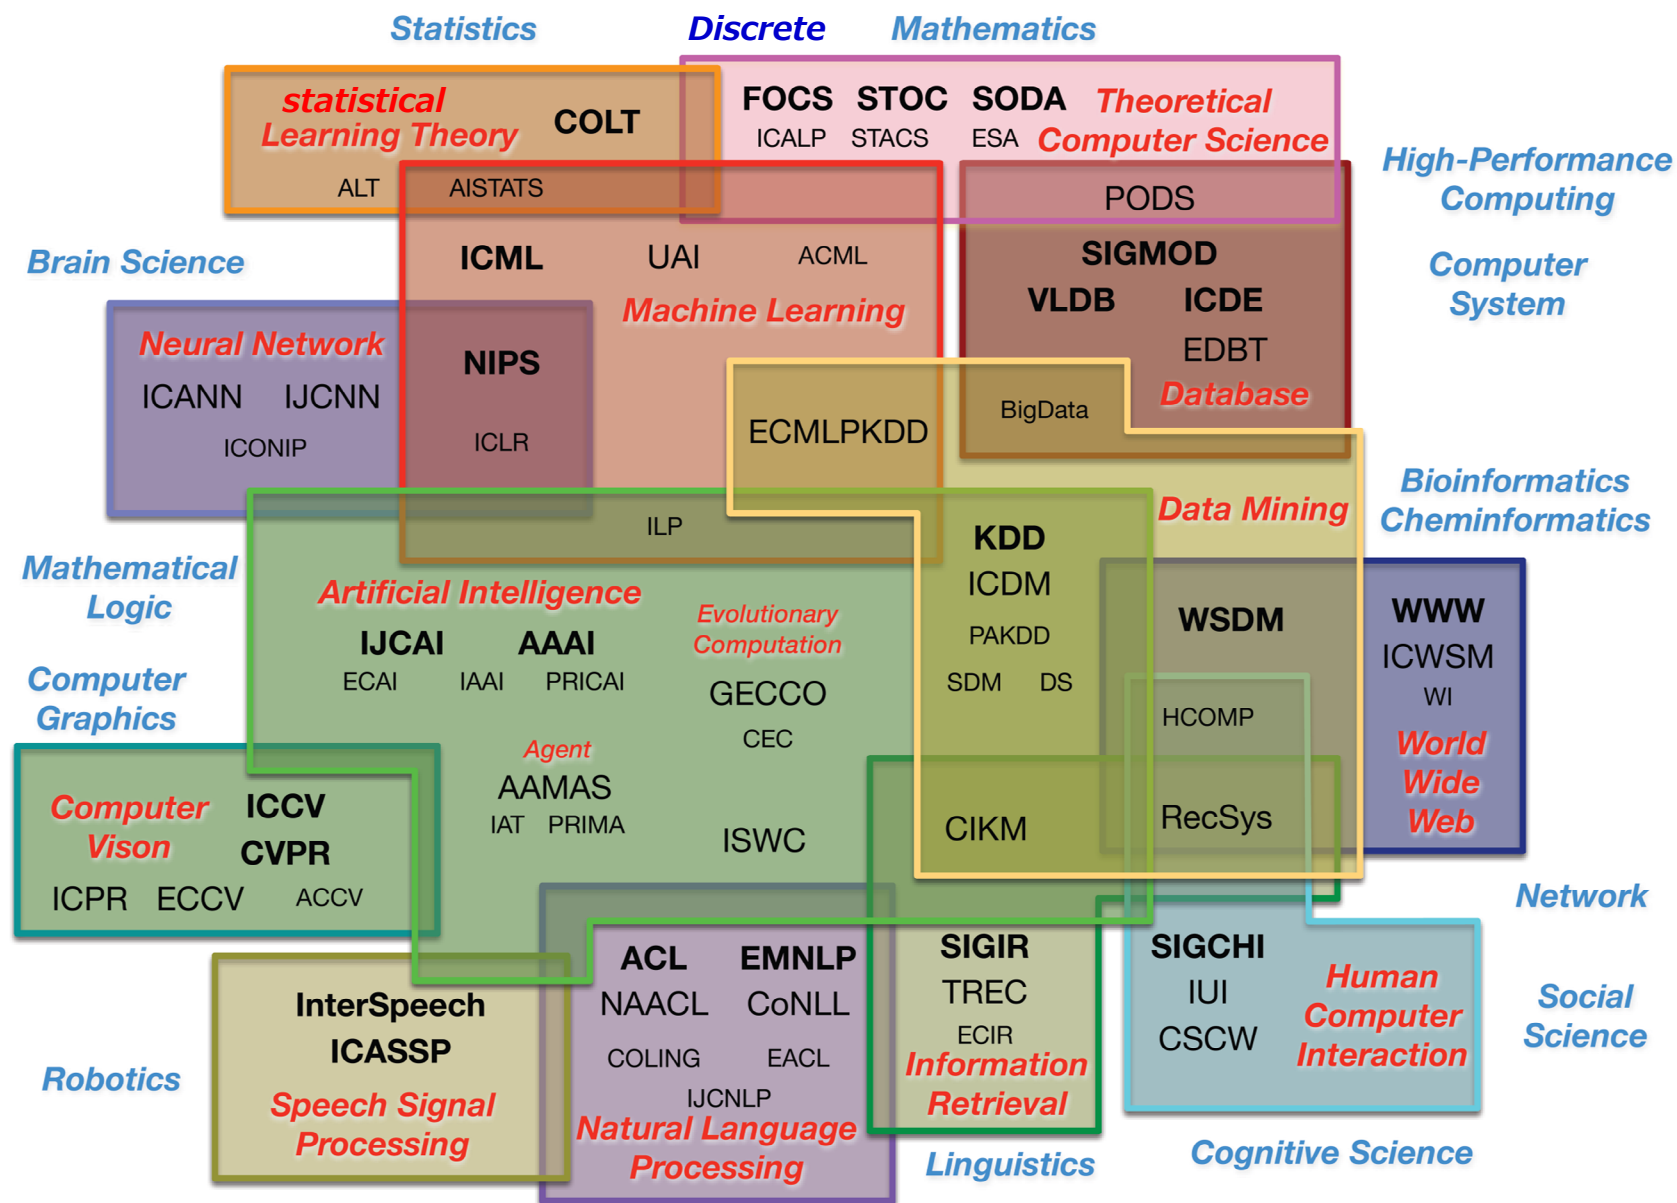 Statistics
Discrete Mathematics
statistical
Learning Theory
COLT
ALT AISTATS
FOCS STOC SODA
ICALP STACS ESA
Theoretical
Computer Science
PODS
High-Performance
Computing
Brain Science
ICML UAI ACML
Machine Learning
SIGMOD
VLDB ICDE
EDBT
Database
Computer
System
Neural Network
ICANN IJCNN
ICONIP
NIPS
ICLR
ECMLPKDD
BigData
Data Mining
Bioinformatics
Cheminformatics
ILP
Mathematical
Logic
Artificial Intelligence
IJCAI AAAI
ECAI IAAI PRICAI
Evolutionary
Computation
GECCO
CEC
KDD
ICDM
PAKDD
SDM DS
WSDM
HCOMP
WWW
ICWSM
WI
World
Wide
Web
Computer
Graphics
Agent
AAMAS
IAT PRIMA
ISWC
CIKM
RecSys
Computer
Vison
ICCV
CVPR
ICPR ECCV ACCV
Network
InterSpeech
ICASSP
Speech Signal
Processing
ACL EMNLP
NAACL CoNLL
COLING EACL
IJCNLP
Natural Language
Processing
SIGIR
TREC
ECIR
Information
Retrieval
SIGCHI
IUI
CSCW
Human
Computer
Interaction
Social
Science
Robotics
Linguistics
Cognitive Science